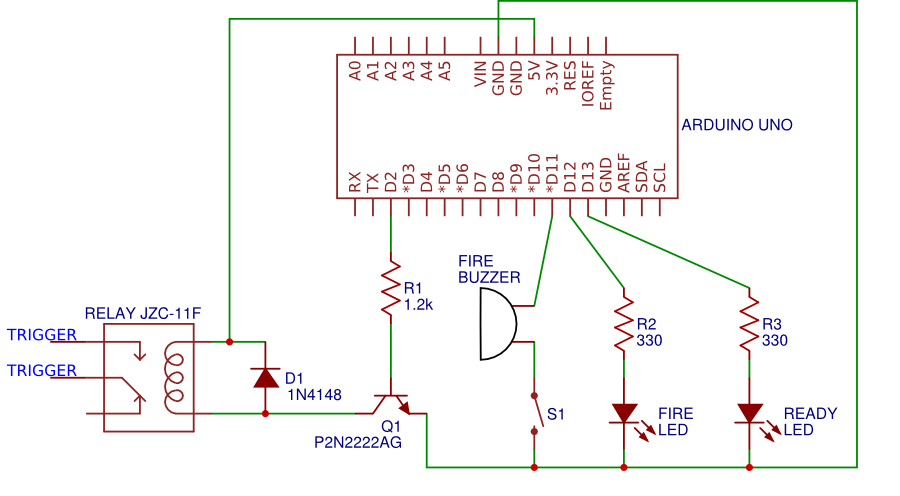 A0
A1
A2
A3
A4
A5
VIN
GND
GND
5V
3.3V
RES
IOREF
Empty
ARDUINO UNO
RX
TX
D2
*D3
D4
*D5
*D6
D7
D8
*D9
*D10
*D11
D12
D13
GND
AREF
SDA
SCL
FIRE
BUZZER
R1
1.2k
RELAY JZC-11F
TRIGGER
TRIGGER
R2
330
R3
330
D1
1N4148
S1
FIRE
LED
READY
LED
Q1
P2N2222AG